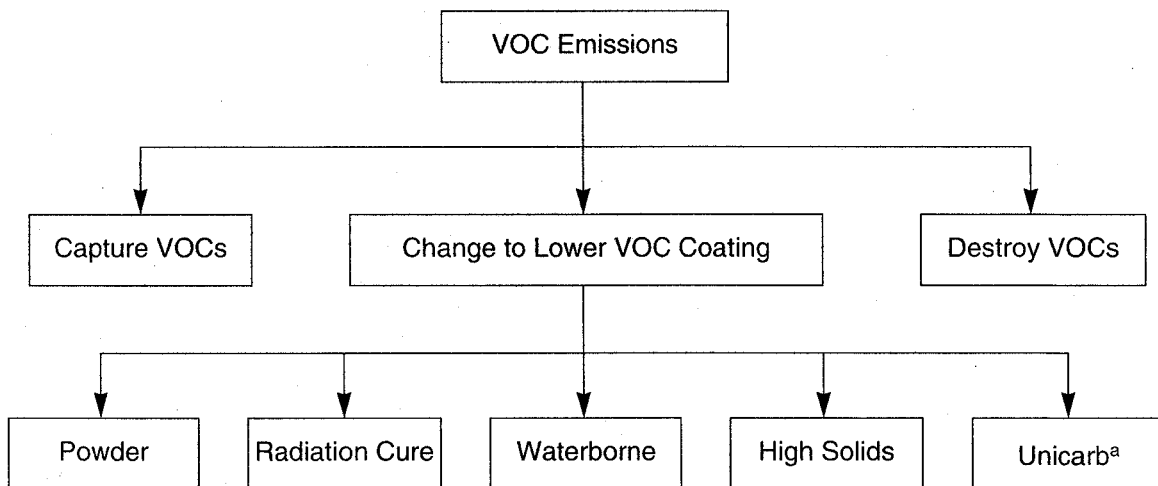 VOC Emissions
Capture VOCs
Change to Lower VOC Coating
Destroy VOCs
Powder
Radiation Cure
Waterborne
High Solids
Unicarbᵃ